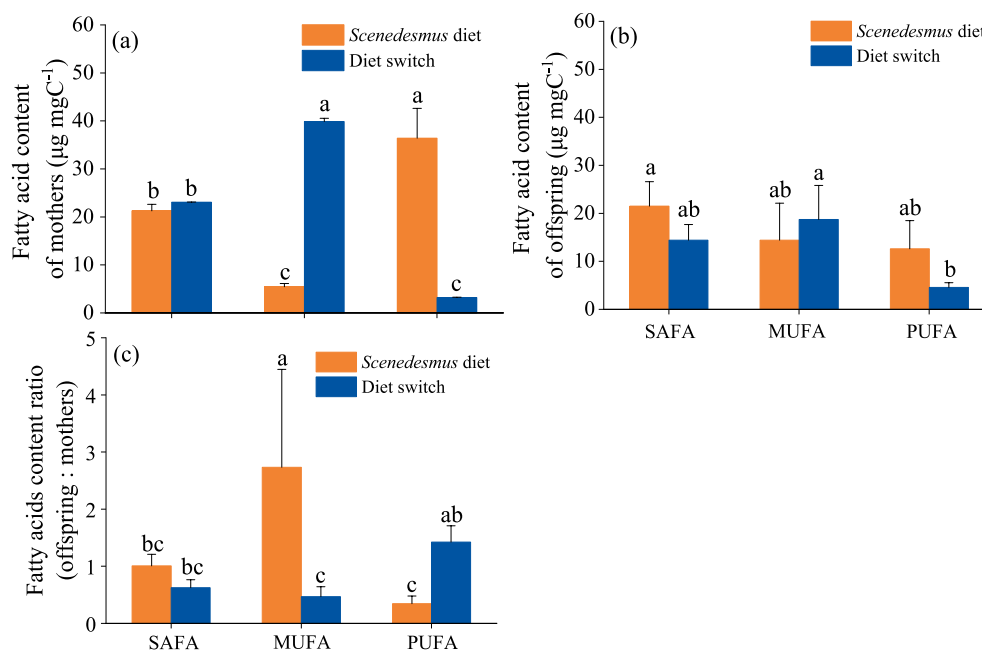 (a)
Scenedesmus diet
Diet switch
Fatty acid content
of mothers (μg mgC⁻¹)
60
50
40
30
20
10
0
b
b
c
a
a
c
(b)
Scenedesmus diet
Diet switch
Fatty acid content
of offspring (μg mgC⁻¹)
60
50
40
30
20
10
0
a
ab
ab
a
ab
b
SAFA
MUFA
PUFA
(c)
Scenedesmus diet
Diet switch
Fatty acids content ratio
(offspring : mothers)
5
4
3
2
1
0
bc
bc
a
c
c
ab
SAFA
MUFA
PUFA